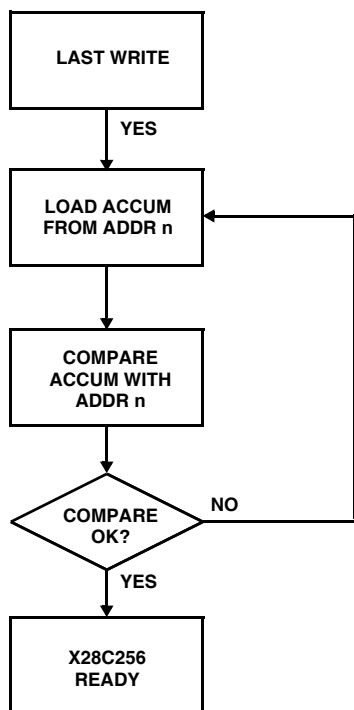 LAST WRITE
YES
LOAD ACCUM
FROM ADDR n
COMPARE
ACCUM WITH
ADDR n
COMPARE
OK?
NO
YES
X28C256
READY